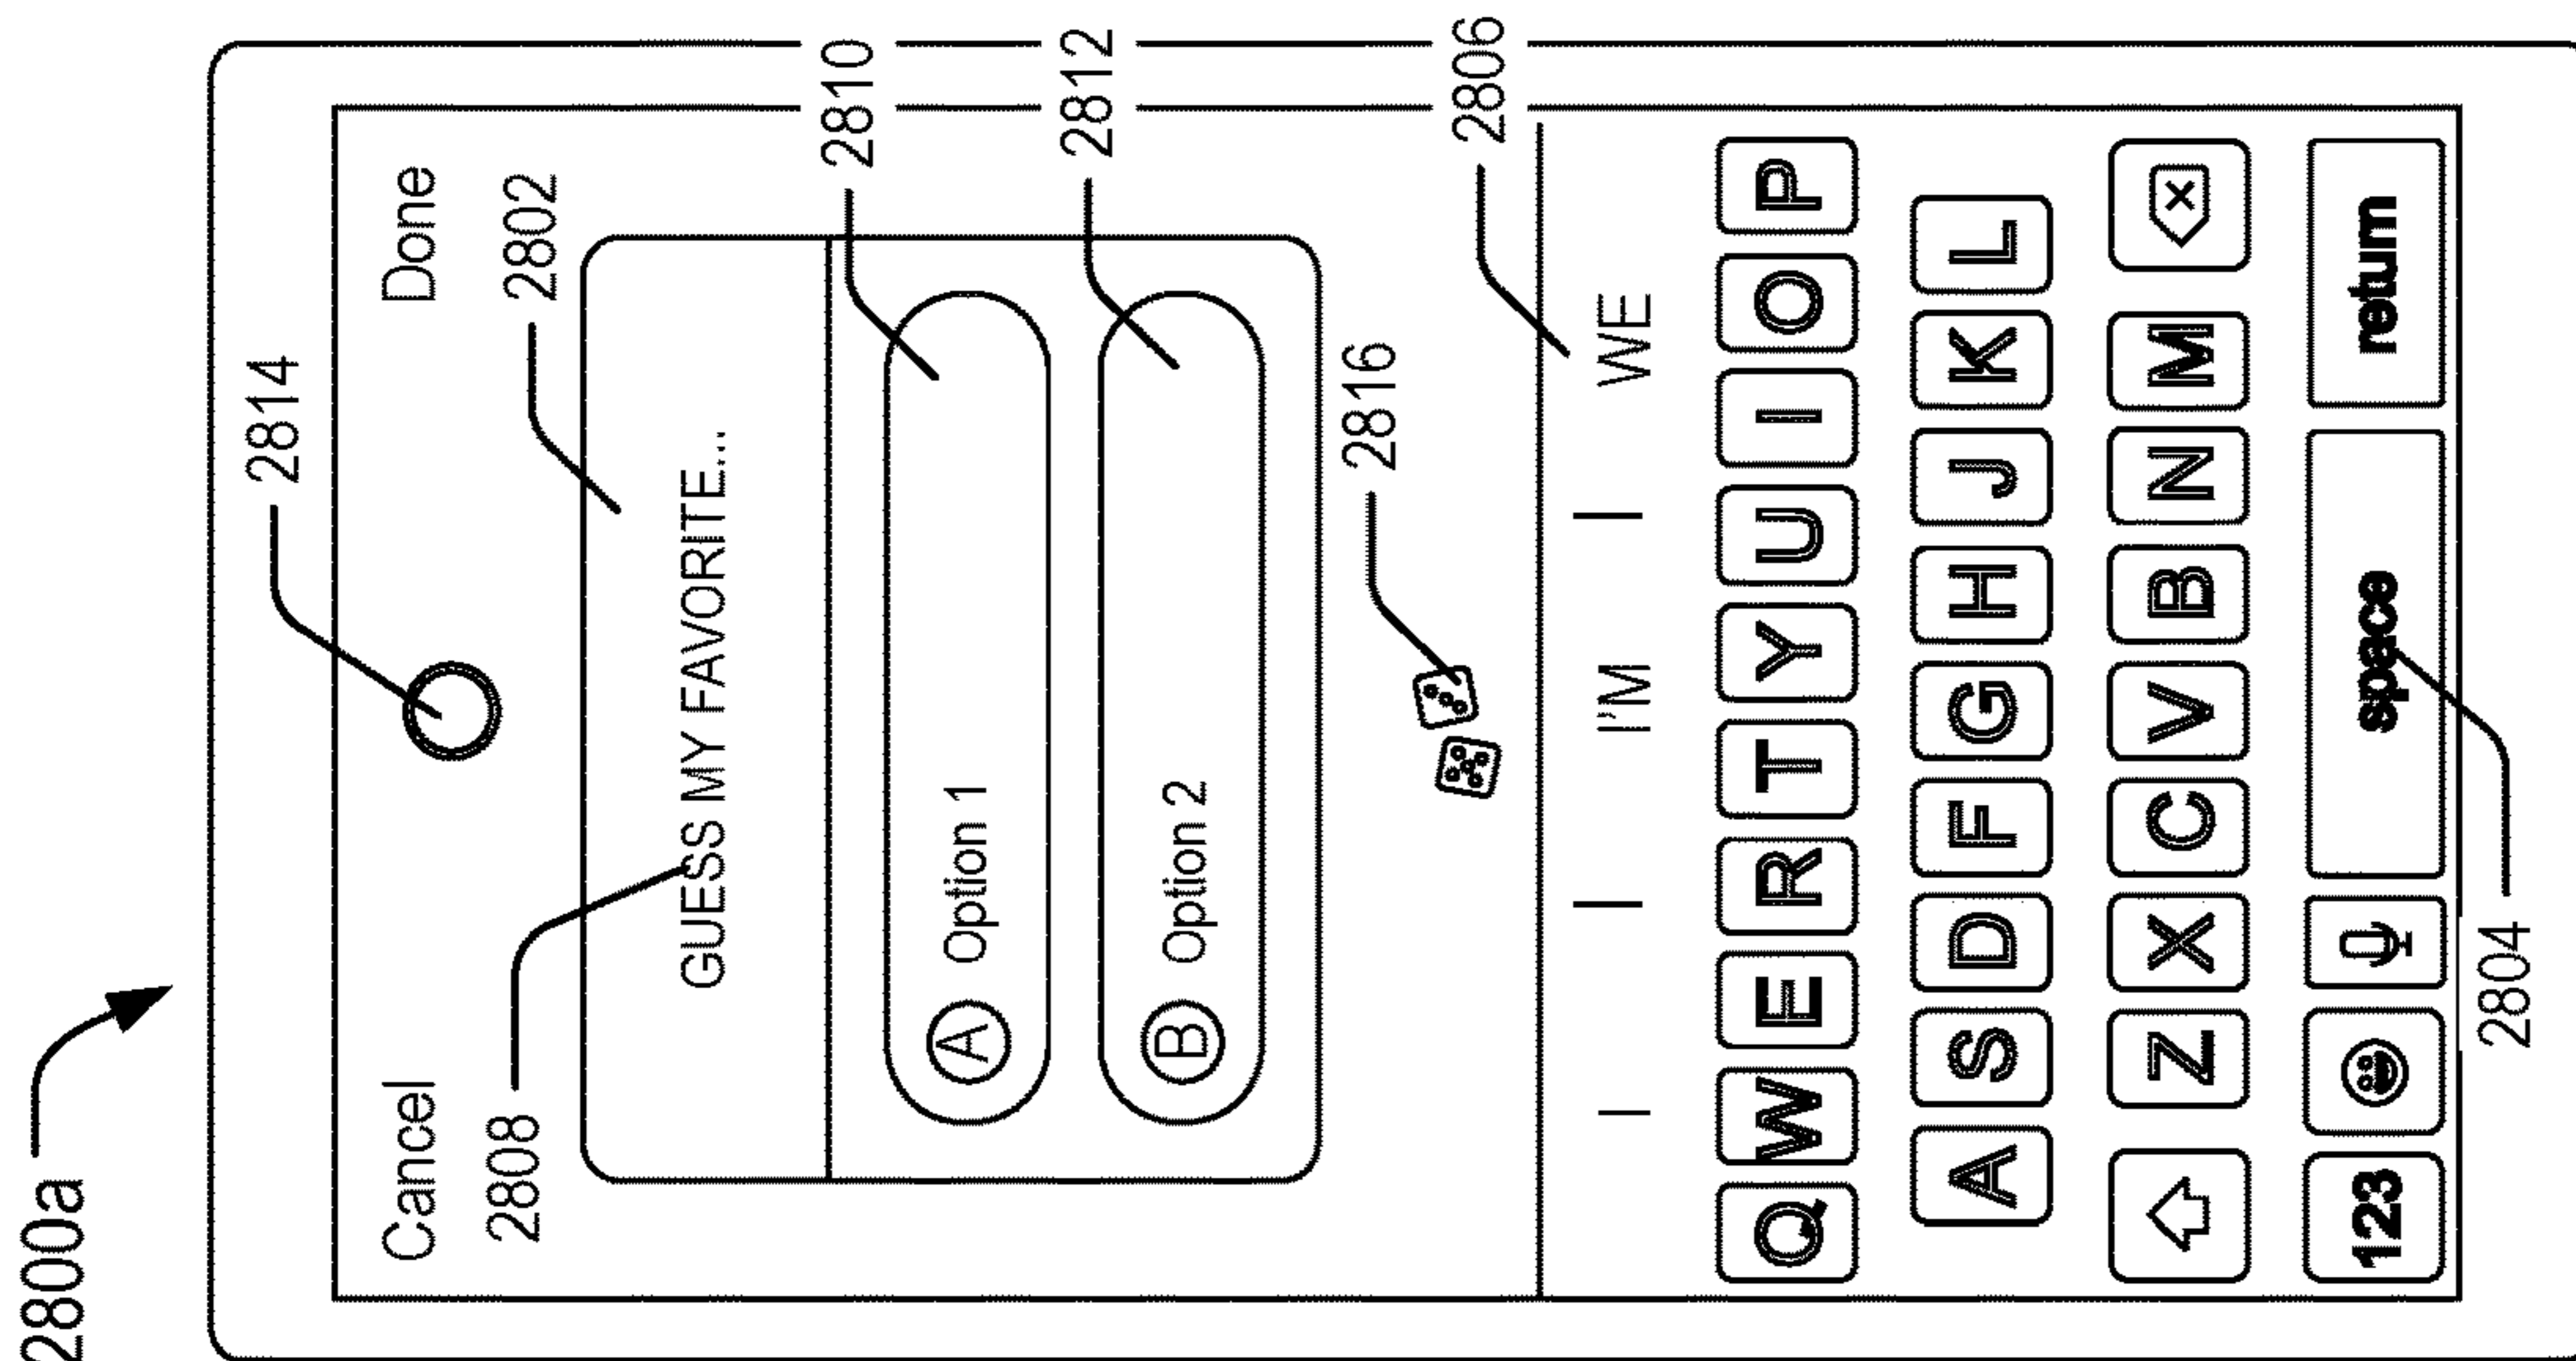 2800a
2814
Cancel Done
2808 2802
GUESS MY FAVORITE...
2810
A Option 1
2812
B Option 2
2816
2806
I I'M WE
Q W E R T Y U I O P
A S D F G H J K L
Z X C V B N M
123 space return
2804